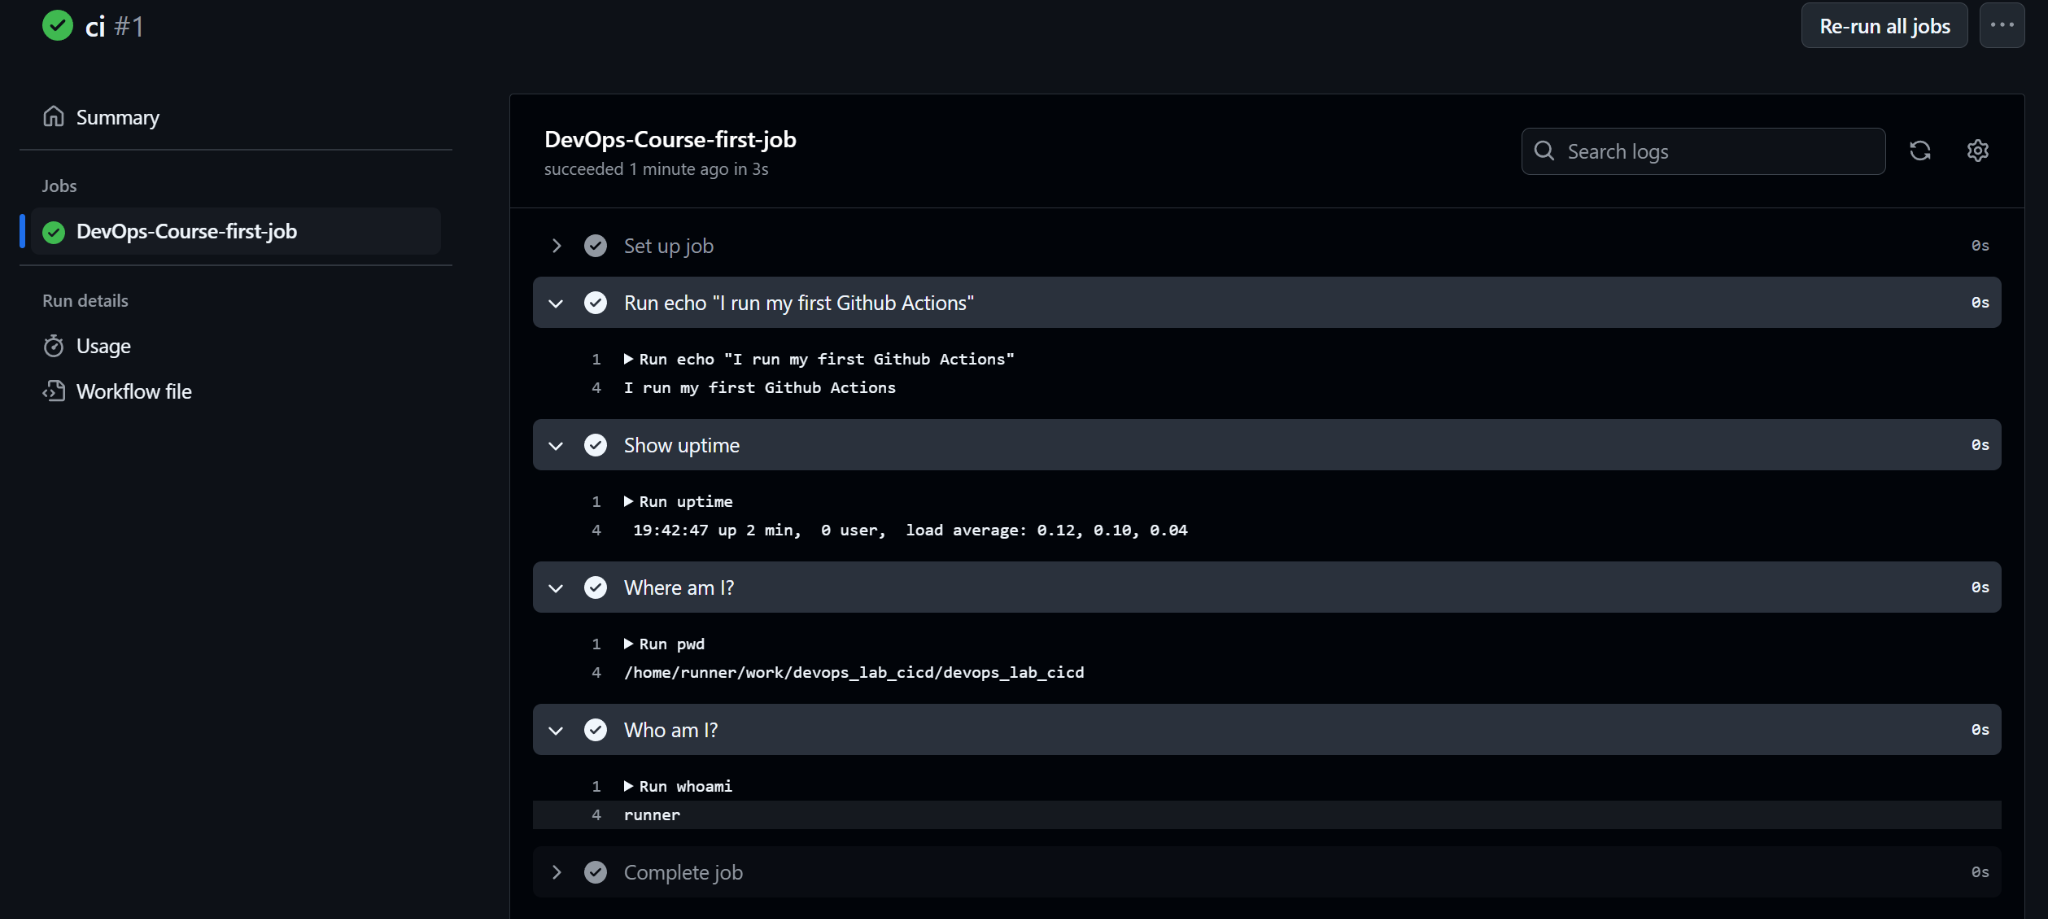 ci #1
Re-run all jobs
Summary
Jobs
DevOps-Course-first-job
Run details
Usage
Workflow file
DevOps-Course-first-job
succeeded 1 minute ago in 3s
Search logs
Set up job 0s
Run echo "I run my first Github Actions" 0s
1 Run echo "I run my first Github Actions"
4 I run my first Github Actions
Show uptime 0s
1 Run uptime
4 19:42:47 up 2 min,  0 user,  load average: 0.12, 0.10, 0.04
Where am I? 0s
1 Run pwd
4 /home/runner/work/devops_lab_cicd/devops_lab_cicd
Who am I? 0s
1 Run whoami
4 runner
Complete job 0s